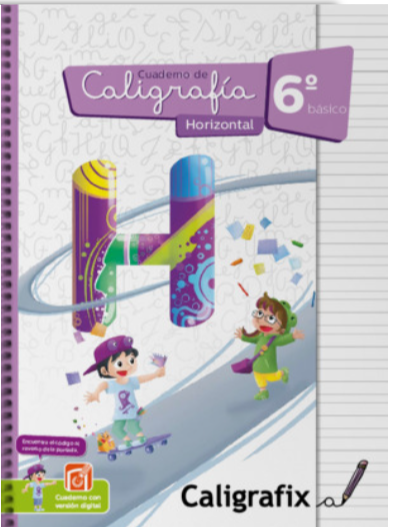 Cuaderno de
Caligrafía
Horizontal
6º
básico
H
Cuaderno con
versión digital
Caligrafix